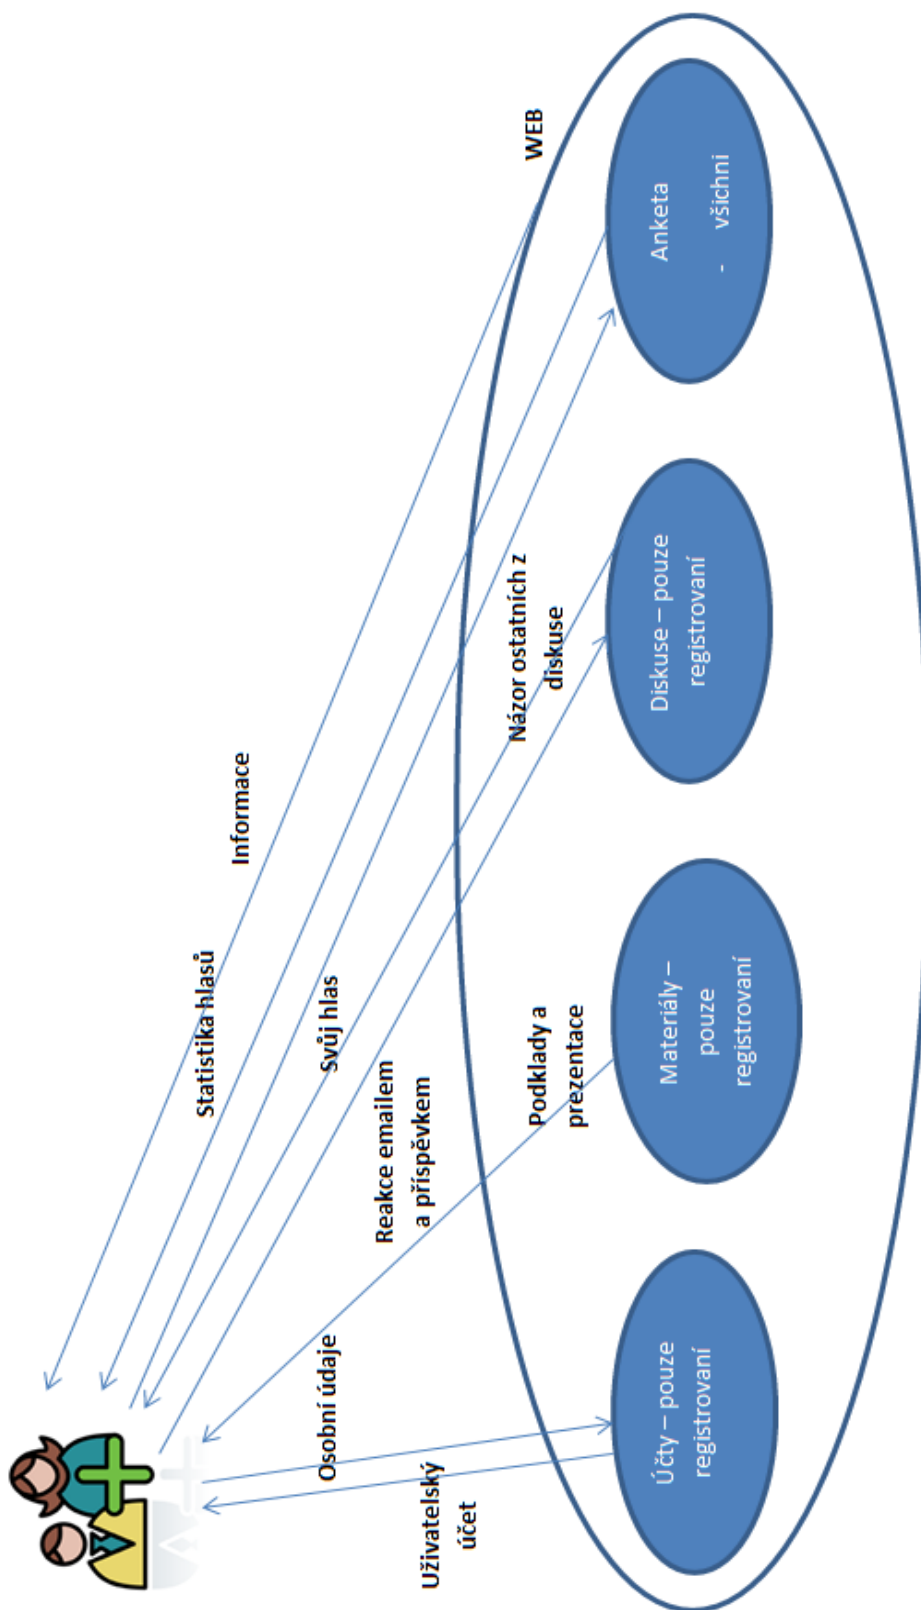 WEB
Informace
Statistika hlasů
Svůj hlas
Reakce emailem
a příspěvkem
Osobní údaje
Uživatelský
účet
Podklady a
prezentace
Názor ostatních z
diskuse
Účty – pouze
registrovaní
Materiály –
pouze
registrovaní
Diskuse – pouze
registrovaní
Anketa
- všichni